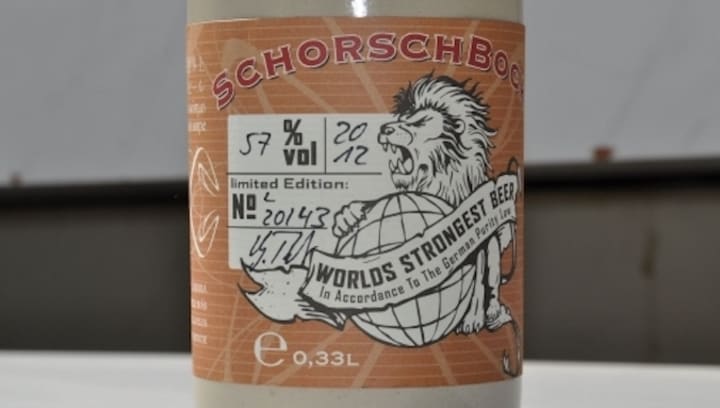 SCHORSCHBOC
57 % vol 20 12
limited Edition:
No L 20143
WORLDS STRONGEST BEER
In Accordance To The German Purity Law
e 0,33L